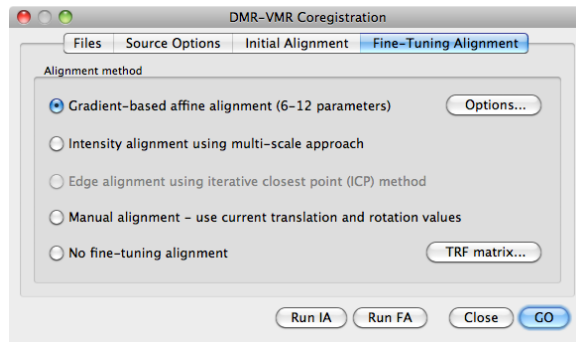 DMR-VMR Coregistration
Files Source Options Initial Alignment Fine-Tuning Alignment
Alignment method
Gradient-based affine alignment (6-12 parameters) Options...
Intensity alignment using multi-scale approach
Edge alignment using iterative closest point (ICP) method
Manual alignment - use current translation and rotation values
No fine-tuning alignment TRF matrix...
Run IA Run FA Close GO